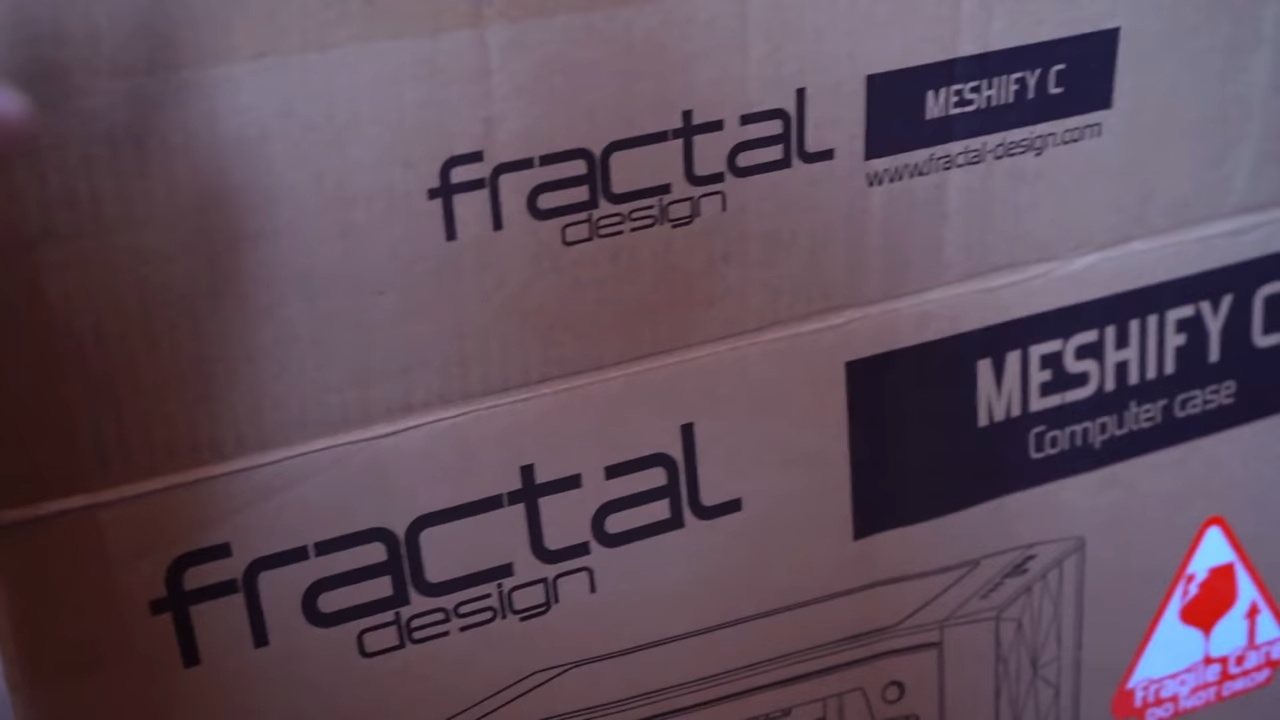 fractal
design
MESHIFY C
www.fractal-design.com
fractal
design
MESHIFY C
Computer case
Fragile Care
DO NOT DROP